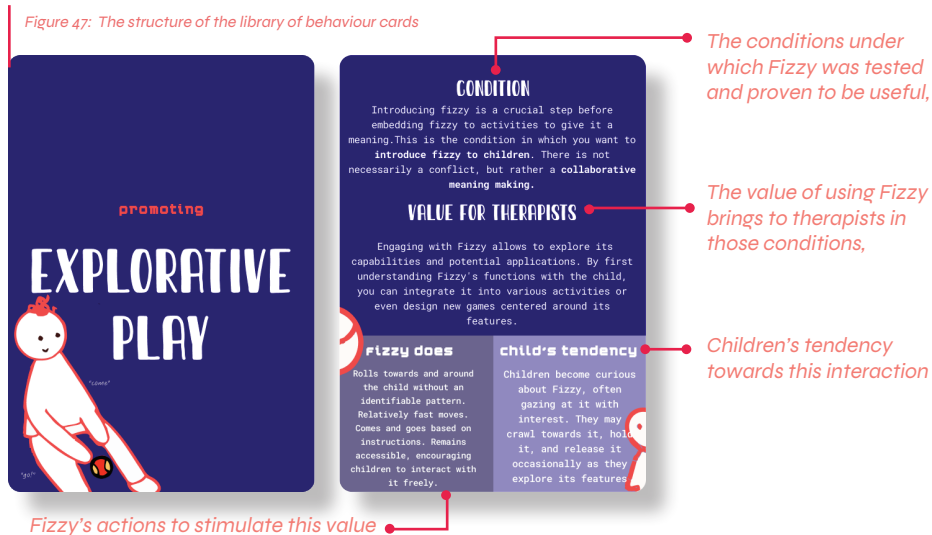 Figure 47:  The structure of the library of behaviour cards
promoting
EXPLORATIVE
PLAY
"come"
"go!"
CONDITION
Introducing fizzy is a crucial step before
embedding fizzy to activities to give it a
meaning.This is the condition in which you want to
introduce fizzy to children. There is not
necessarily a conflict, but rather a collaborative
meaning making.
VALUE FOR THERAPISTS
Engaging with Fizzy allows to explore its
capabilities and potential applications. By first
understanding Fizzy's functions with the child,
you can integrate it into various activities or
even design new games centered around its
features.
Fizzy does
Rolls towards and around
the child without an
identifiable pattern.
Relatively fast moves.
Comes and goes based on
instructions. Remains
accessible, encouraging
children to interact with
it freely.
child's tendency
Children become curious
about Fizzy, often
gazing at it with
interest. They may
crawl towards it, hold
it, and release it
occasionally as they
explore its features
The conditions under
which Fizzy was tested
and proven to be useful,
The value of using Fizzy
brings to therapists in
those conditions,
Children's tendency
towards this interaction
Fizzy's actions to stimulate this value